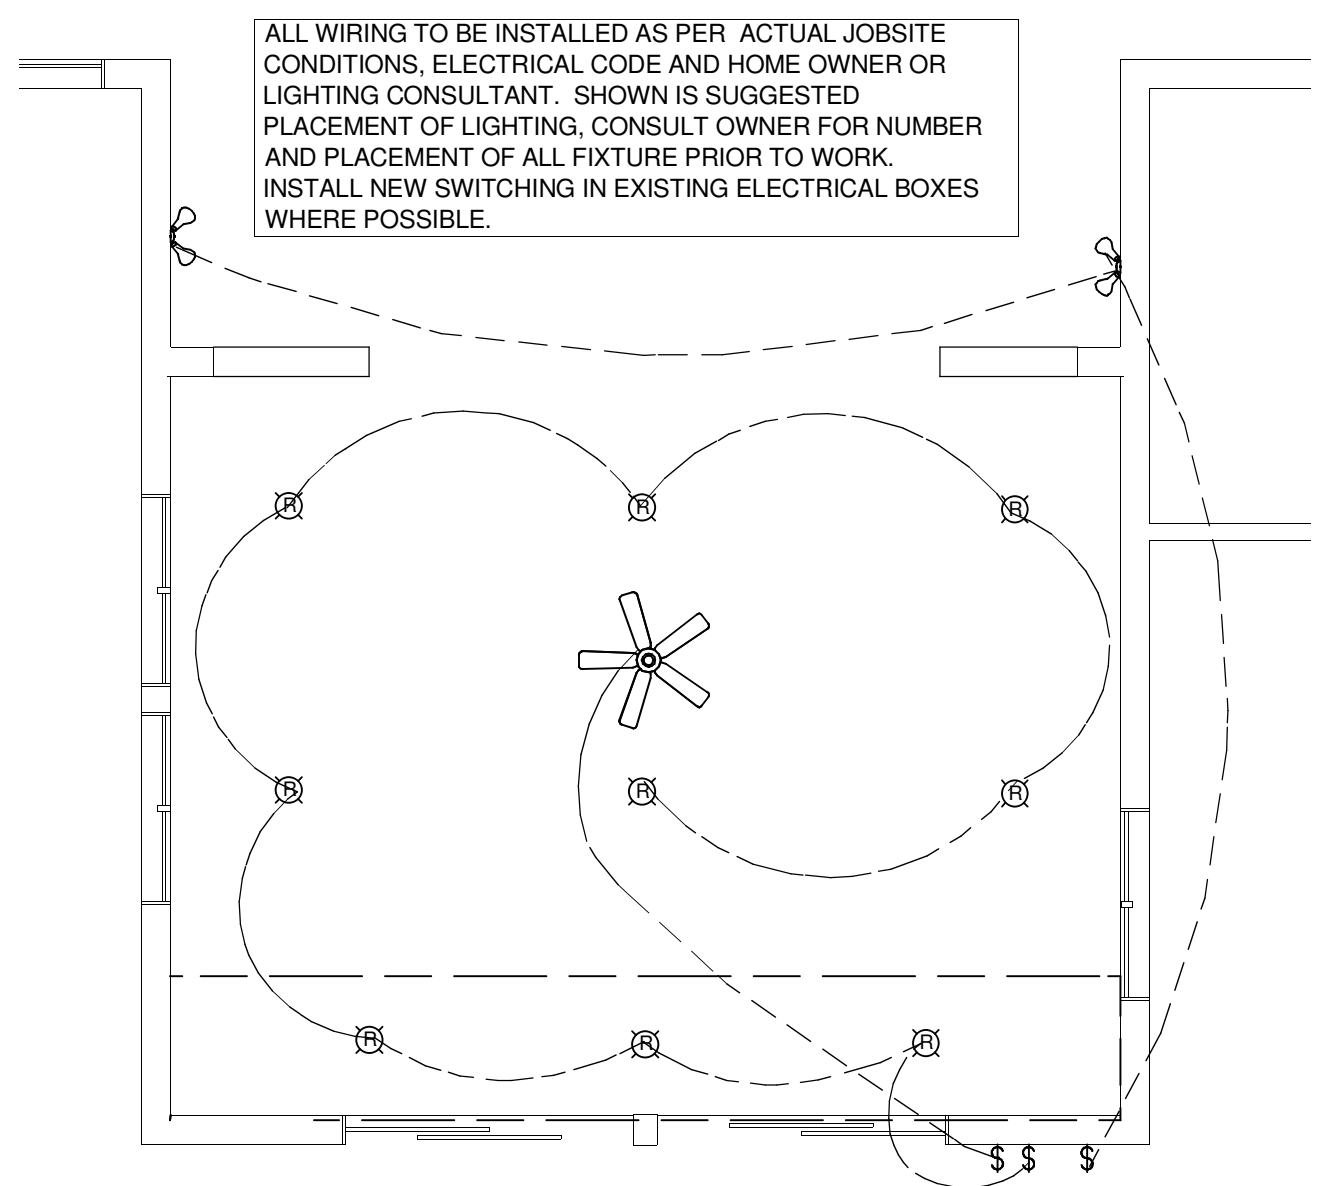 ALL WIRING TO BE INSTALLED AS PER ACTUAL JOBSITE
CONDITIONS, ELECTRICAL CODE AND HOME OWNER OR
LIGHTING CONSULTANT. SHOWN IS SUGGESTED
PLACEMENT OF LIGHTING, CONSULT OWNER FOR NUMBER
AND PLACEMENT OF ALL FIXTURE PRIOR TO WORK.
INSTALL NEW SWITCHING IN EXISTING ELECTRICAL BOXES
WHERE POSSIBLE.
R R R
R R R
R R R
$ $ $